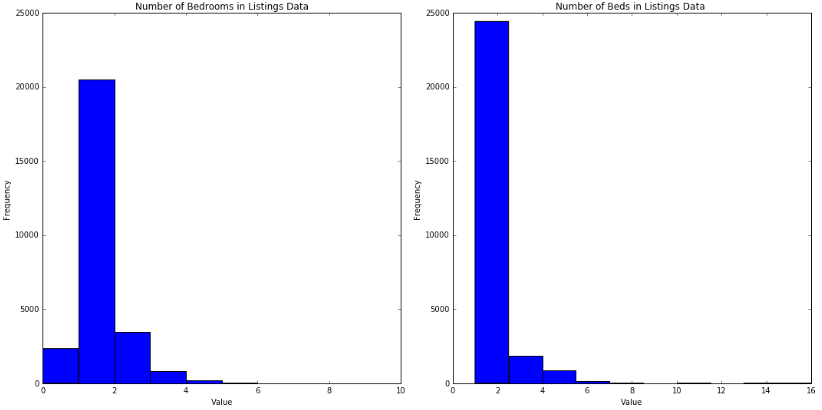 Number of Bedrooms in Listings Data
25000
20000
15000
10000
5000
0
Frequency
0 2 4 6 8 10
Value
Number of Beds in Listings Data
25000
20000
15000
10000
5000
0
Frequency
0 2 4 6 8 10 12 14 16
Value